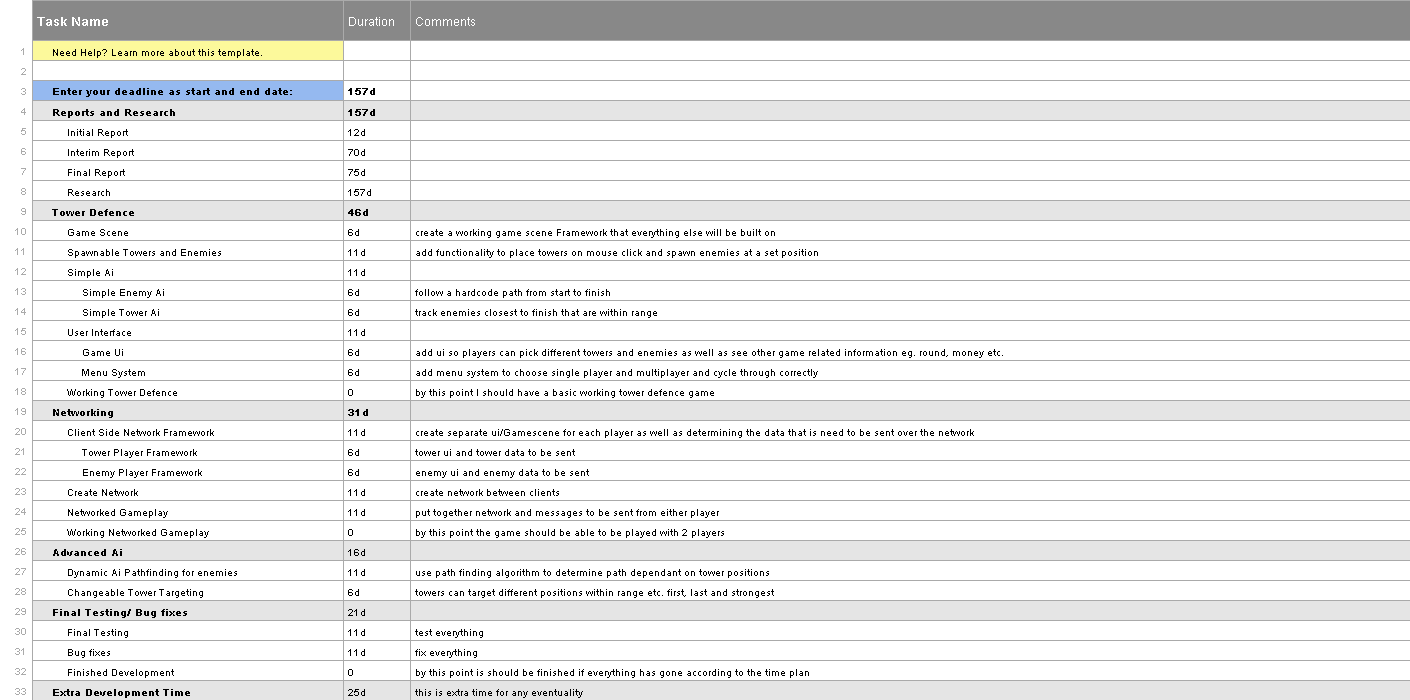 Task Name Duration Comments
1 Need Help? Learn more about this template.
2
3 Enter your deadline as start and end date: 157d
4 Reports and Research 157d
5 Initial Report 12d
6 Interim Report 70d
7 Final Report 75d
8 Research 157d
9 Tower Defence 46d
10 Game Scene 6d create a working game scene Framework that everything else will be built on
11 Spawnable Towers and Enemies 11d add functionality to place towers on mouse click and spawn enemies at a set position
12 Simple Ai 11d
13 Simple Enemy Ai 6d follow a hardcode path from start to finish
14 Simple Tower Ai 6d track enemies closest to finish that are within range
15 User Interface 11d
16 Game Ui 6d add ui so players can pick different towers and enemies as well as see other game related information eg. round, money etc.
17 Menu System 6d add menu system to choose single player and multiplayer and cycle through correctly
18 Working Tower Defence 0 by this point I should have a basic working tower defence game
19 Networking 31d
20 Client Side Network Framework 11d create separate ui/Gamescene for each player as well as determining the data that is need to be sent over the network
21 Tower Player Framework 6d tower ui and tower data to be sent
22 Enemy Player Framework 6d enemy ui and enemy data to be sent
23 Create Network 11d create network between clients
24 Networked Gameplay 11d put together network and messages to be sent from either player
25 Working Networked Gameplay 0 by this point the game should be able to be played with 2 players
26 Advanced Ai 16d
27 Dynamic Ai Pathfinding for enemies 11d use path finding algorithm to determine path dependant on tower positions
28 Changeable Tower Targeting 6d towers can target different positions within range etc. first, last and strongest
29 Final Testing/ Bug fixes 21d
30 Final Testing 11d test everything
31 Bug fixes 11d fix everything
32 Finished Development 0 by this point is should be finished if everything has gone according to the time plan
33 Extra Development Time 25d this is extra time for any eventuality